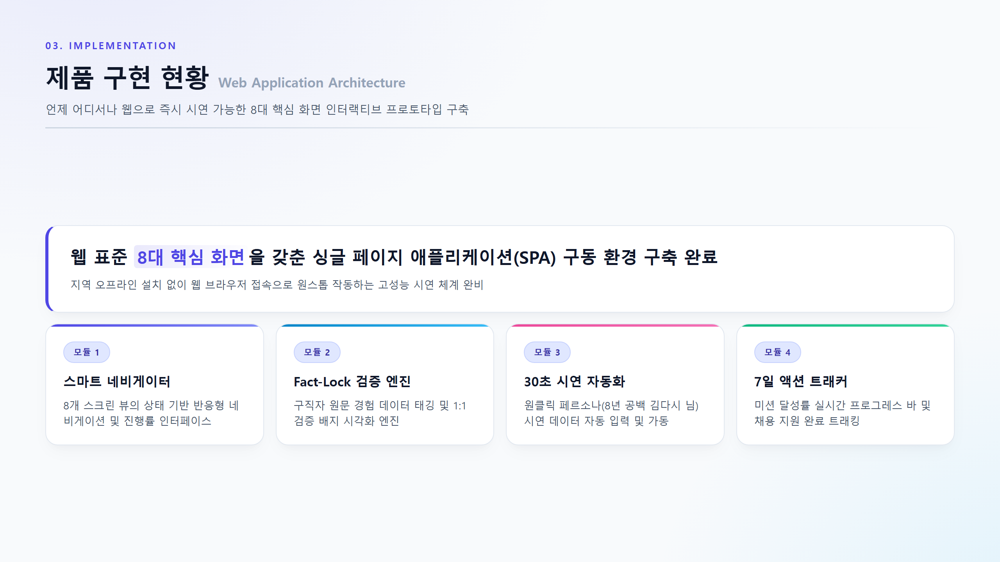 03. IMPLEMENTATION
제품 구현 현황 Web Application Architecture
언제 어디서나 웹으로 즉시 시연 가능한 8대 핵심 화면 인터랙티브 프로토타입 구축
웹 표준 8대 핵심 화면을 갖춘 싱글 페이지 애플리케이션(SPA) 구동 환경 구축 완료
지역 오프라인 설치 없이 웹 브라우저 접속으로 원스톱 작동하는 고성능 시연 체계 완비
모듈 1
스마트 네비게이터
8개 스크린 뷰의 상태 기반 반응형 네
비게이션 및 진행률 인터페이스
모듈 2
Fact-Lock 검증 엔진
구직자 원문 경험 데이터 태깅 및 1:1
검증 배지 시각화 엔진
모듈 3
30초 시연 자동화
원클릭 페르소나(8년 공백 김다시 님)
시연 데이터 자동 입력 및 가동
모듈 4
7일 액션 트래커
미션 달성률 실시간 프로그레스 바 및
채용 지원 완료 트래킹